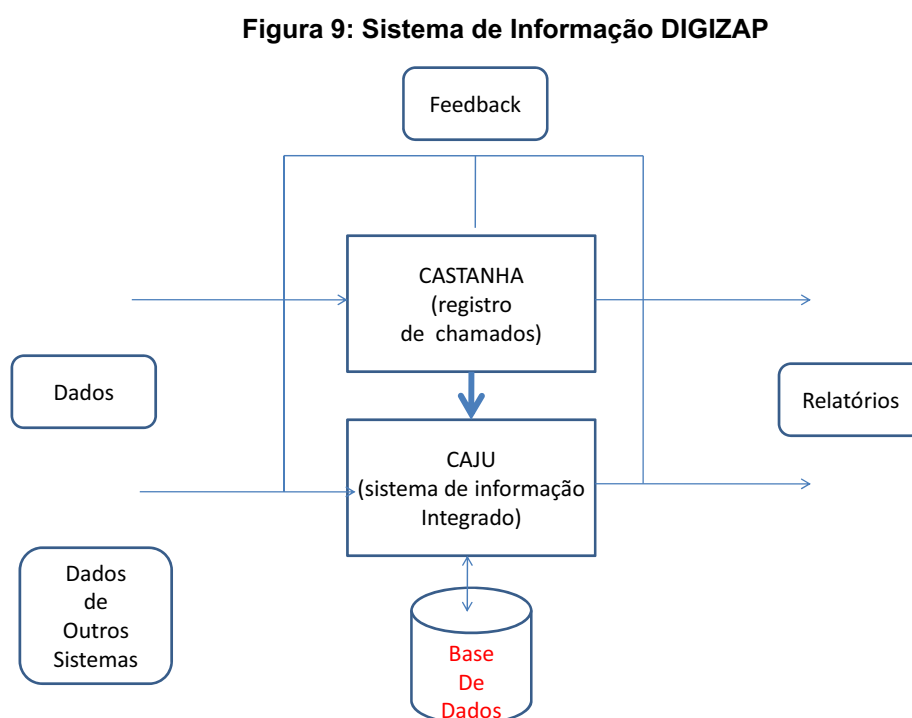 Figura 9: Sistema de Informação DIGIZAP
Feedback
CASTANHA
(registro
de chamados)
Dados
Relatórios
CAJU
(sistema de informação
Integrado)
Dados
de
Outros
Sistemas
Base
De
Dados